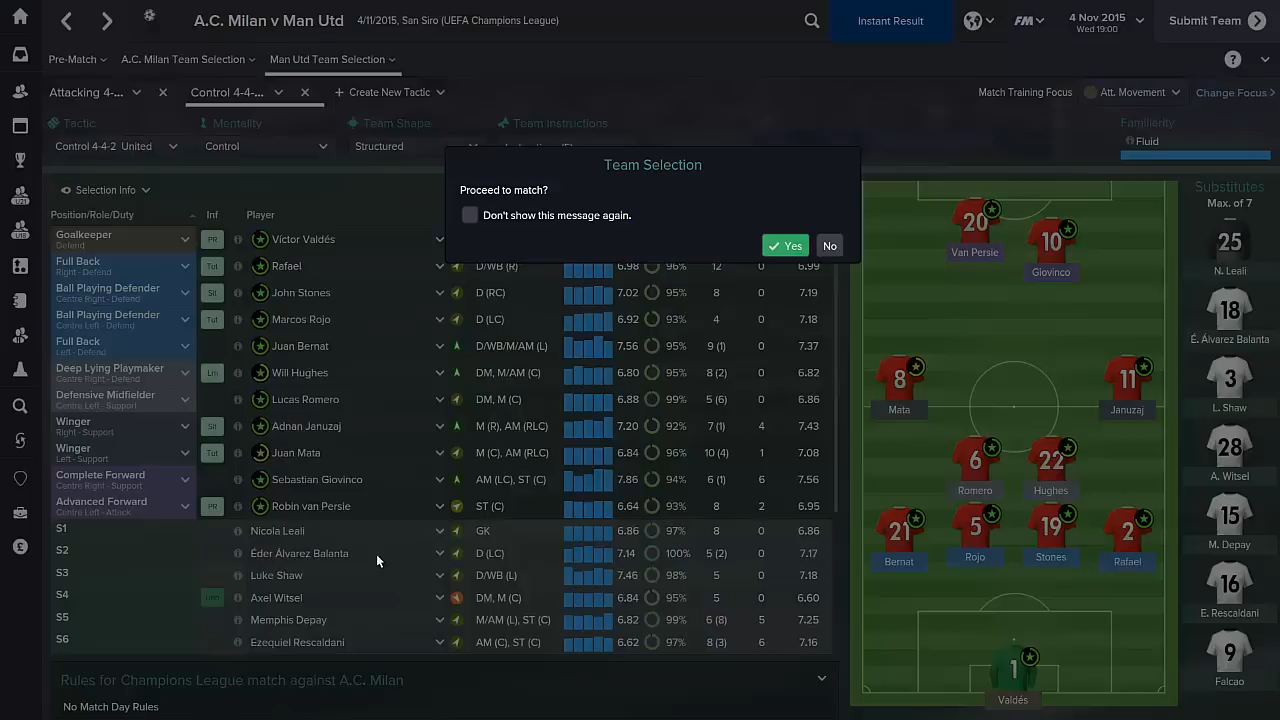 A.C. Milan v Man Utd
4/11/2015, San Siro (UEFA Champions League)
Instant Result
FM
4 Nov 2015
Wed 19:00
Submit Team
Pre-Match
A.C. Milan Team Selection
Man Utd Team Selection
?
Attacking 4-...
Control 4-4-...
Create New Tactic
Match Training Focus
Att. Movement
Change Focus
Tactic
Mentality
Team Shape
Team Instructions
Familiarity
Control 4-4-2 United
Control
Structured
Fluid
Team Selection
Proceed to match?
Don't show this message again.
Yes
No
Selection Info
Position/Role/Duty
Inf
Player
Goalkeeper
Defend
PR
Víctor Valdés
Full Back
Right - Defend
Tut
Rafael
D/WB (R)
6.98
96%
12
0
6.99
Ball Playing Defender
Centre Right - Defend
Sit
John Stones
D (RC)
7.02
95%
8
0
7.19
Ball Playing Defender
Centre Left - Defend
Tut
Marcos Rojo
D (LC)
6.92
93%
4
0
7.18
Full Back
Left - Defend
Juan Bernat
D/WB/M/AM (L)
7.56
95%
9 (1)
0
7.37
Deep Lying Playmaker
Centre Right - Defend
Lrn
Will Hughes
DM, M/AM (C)
6.80
95%
8 (2)
0
6.82
Defensive Midfielder
Centre Left - Support
Lucas Romero
DM, M (C)
6.88
99%
5 (6)
0
6.86
Winger
Right - Support
Sit
Adnan Januzaj
M (R), AM (RLC)
7.20
92%
7 (1)
4
7.43
Winger
Left - Support
Tut
Juan Mata
M (C), AM (RLC)
6.84
96%
10 (4)
1
7.08
Complete Forward
Centre Right - Support
Sebastian Giovinco
AM (LC), ST (C)
7.86
94%
6 (1)
6
7.56
Advanced Forward
Centre Left - Attack
PR
Robin van Persie
ST (C)
6.64
93%
8
2
6.95
S1
Nicola Leali
GK
6.86
97%
8
0
6.86
S2
Éder Álvarez Balanta
D (LC)
7.14
100%
5 (2)
0
7.17
S3
Luke Shaw
D/WB (L)
7.46
98%
5
0
7.18
S4
Axel Witsel
DM, M (C)
6.84
95%
5
0
6.60
S5
Memphis Depay
M/AM (L), ST (C)
6.82
99%
6 (8)
5
7.25
S6
Ezequiel Rescaldani
AM (C), ST (C)
6.62
97%
8 (3)
6
7.16
Rules for Champions League match against A.C. Milan
No Match Day Rules
20
Van Persie
10
Giovinco
8
Mata
11
Januzaj
6
Romero
22
Hughes
21
Bernat
5
Rojo
19
Stones
2
Rafael
1
Valdés
Substitutes
Max. of 7
25
N. Leali
18
É. Álvarez Balanta
3
L. Shaw
28
A. Witsel
15
M. Depay
16
E. Rescaldani
9
Falcao